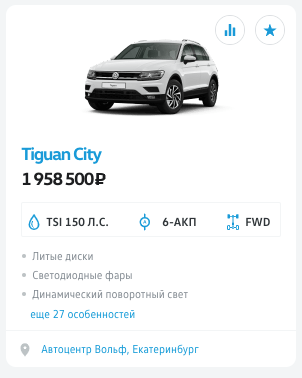 Tiguan City
1 958 500₽
TSI 150 Л.С. 6-АКП FWD
Литые диски
Светодиодные фары
Динамический поворотный свет
еще 27 особенностей
Автоцентр Вольф, Екатеринбург